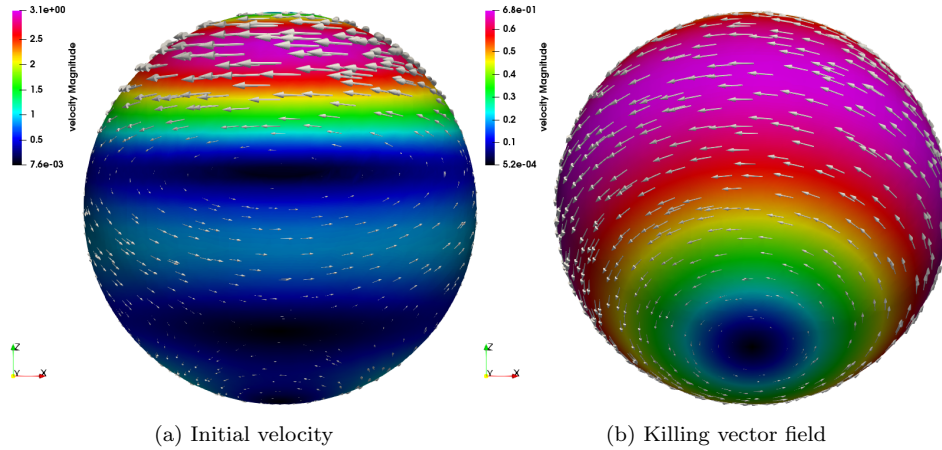 3.1e+00
2.5
2
1.5
1
0.5
7.6e-03
velocity Magnitude
Z
Y
X
6.8e-01
0.6
0.5
0.4
0.3
0.2
0.1
5.2e-04
velocity Magnitude
Z
Y
X
(a) Initial velocity
(b) Killing vector field